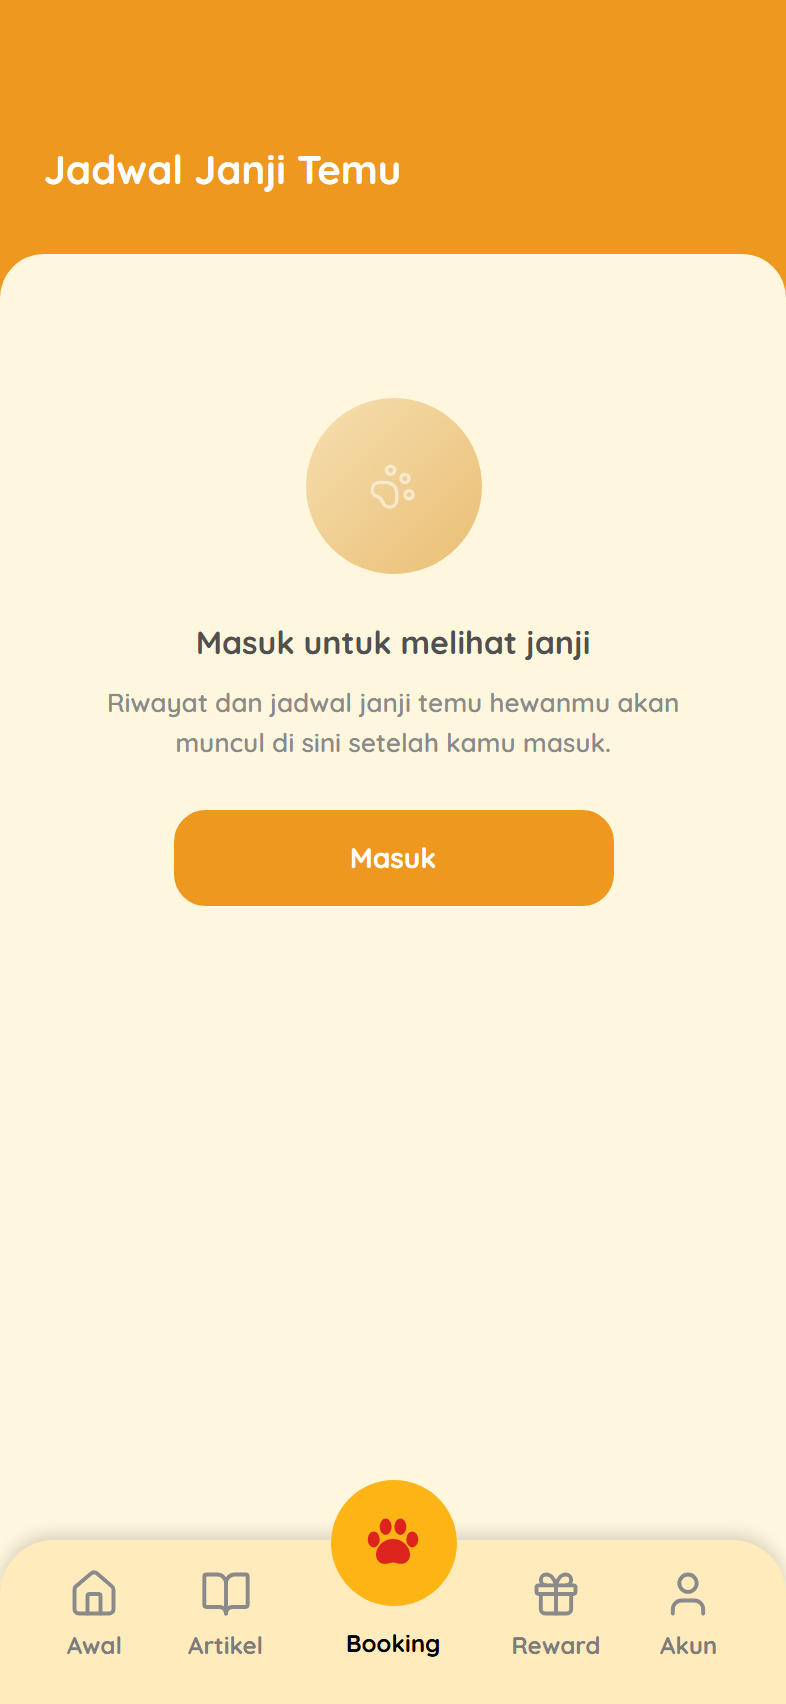 Jadwal Janji Temu
Masuk untuk melihat janji
Riwayat dan jadwal janji temu hewanmu akan
muncul di sini setelah kamu masuk.
Masuk
Awal
Artikel
Booking
Reward
Akun